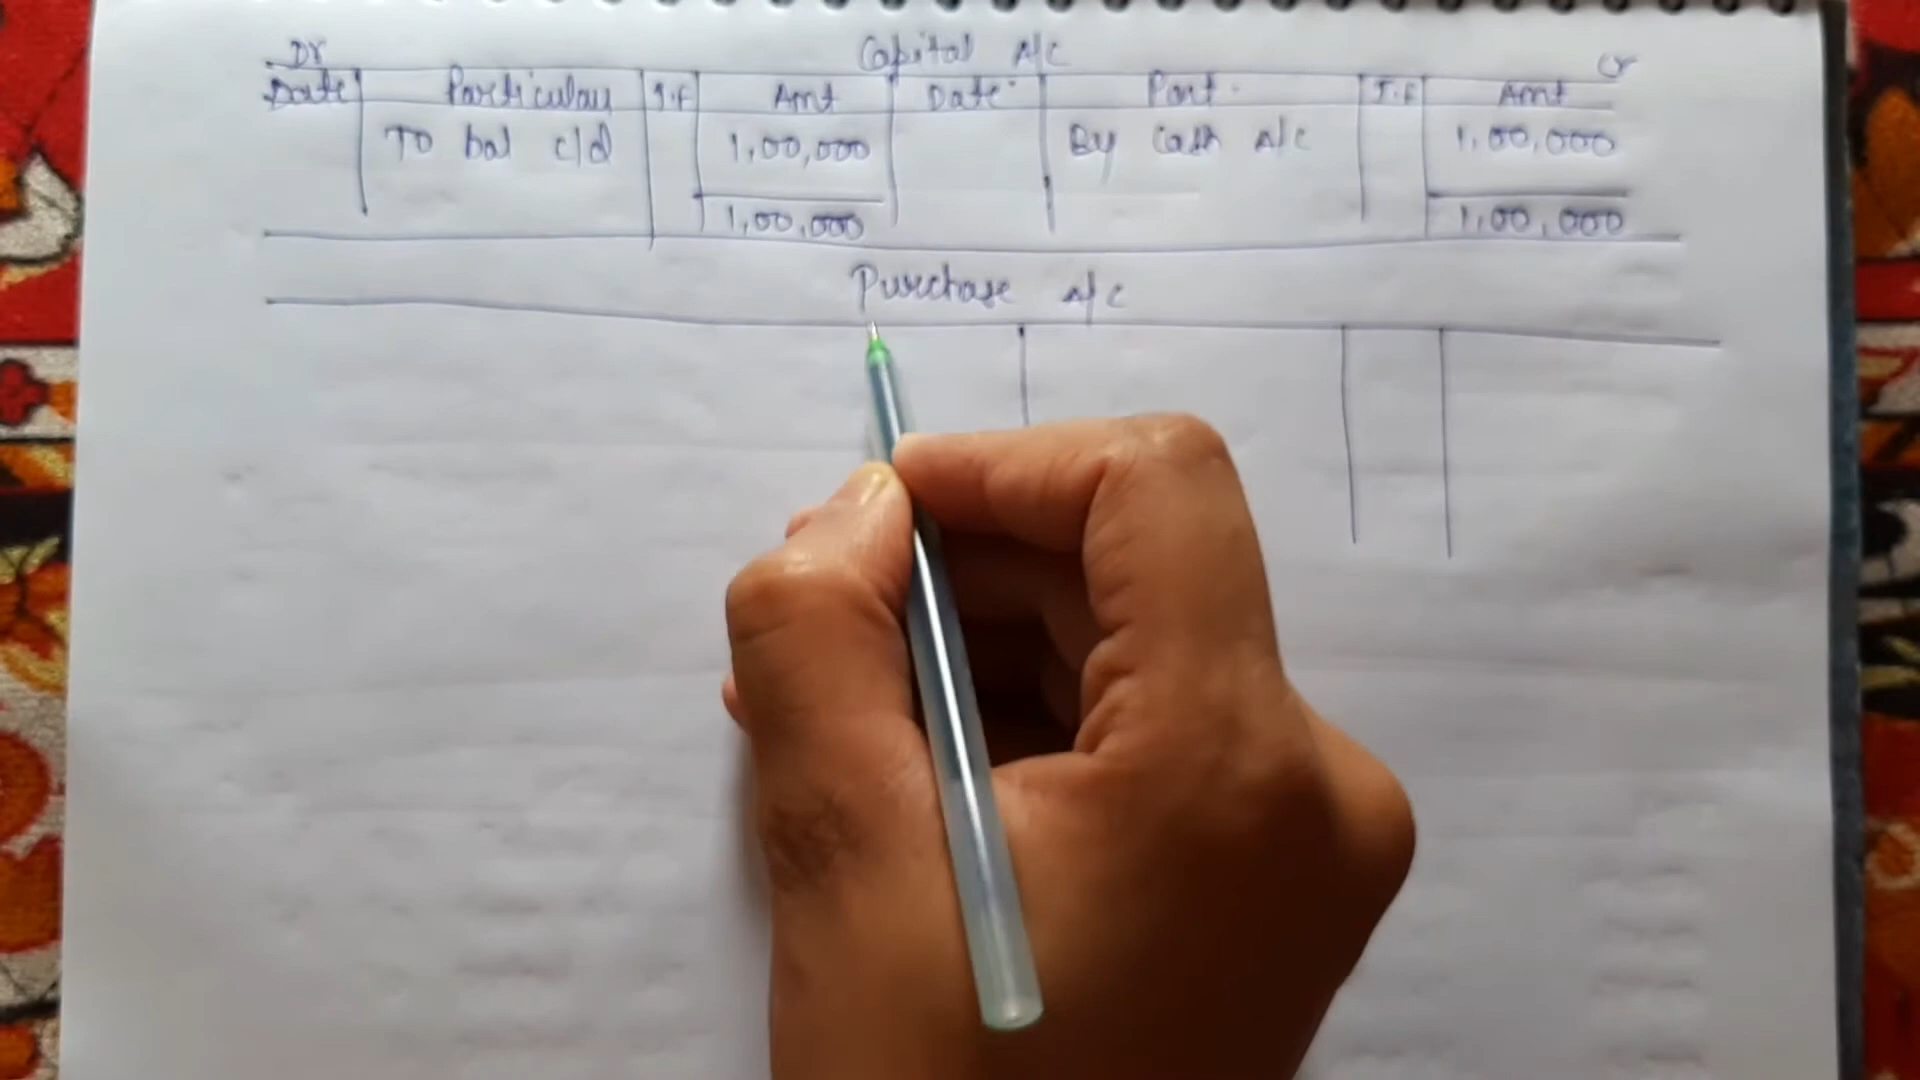 Dr Capital A/c Cr
Date Particulars J.F Amt Date Part. J.F Amt
To bal c/d 1,00,000 By Cash A/c 1,00,000
1,00,000 1,00,000
Purchase A/c